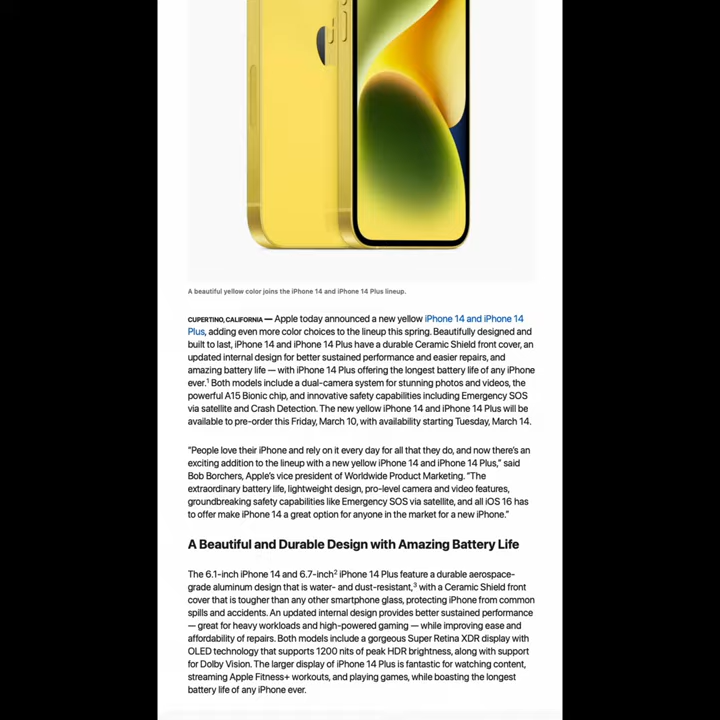 A beautiful yellow color joins the iPhone 14 and iPhone 14 Plus lineup.
CUPERTINO, CALIFORNIA — Apple today announced a new yellow iPhone 14 and iPhone 14
Plus, adding even more color choices to the lineup this spring. Beautifully designed and
built to last, iPhone 14 and iPhone 14 Plus have a durable Ceramic Shield front cover, an
updated internal design for better sustained performance and easier repairs, and
amazing battery life — with iPhone 14 Plus offering the longest battery life of any iPhone
ever.¹ Both models include a dual-camera system for stunning photos and videos, the
powerful A15 Bionic chip, and innovative safety capabilities including Emergency SOS
via satellite and Crash Detection. The new yellow iPhone 14 and iPhone 14 Plus will be
available to pre-order this Friday, March 10, with availability starting Tuesday, March 14.
“People love their iPhone and rely on it every day for all that they do, and now there’s an
exciting addition to the lineup with a new yellow iPhone 14 and iPhone 14 Plus,” said
Bob Borchers, Apple’s vice president of Worldwide Product Marketing. “The
extraordinary battery life, lightweight design, pro-level camera and video features,
groundbreaking safety capabilities like Emergency SOS via satellite, and all iOS 16 has
to offer make iPhone 14 a great option for anyone in the market for a new iPhone.”
A Beautiful and Durable Design with Amazing Battery Life
The 6.1-inch iPhone 14 and 6.7-inch² iPhone 14 Plus feature a durable aerospace-
grade aluminum design that is water- and dust-resistant,³ with a Ceramic Shield front
cover that is tougher than any other smartphone glass, protecting iPhone from common
spills and accidents. An updated internal design provides better sustained performance
— great for heavy workloads and high-powered gaming — while improving ease and
affordability of repairs. Both models include a gorgeous Super Retina XDR display with
OLED technology that supports 1200 nits of peak HDR brightness, along with support
for Dolby Vision. The larger display of iPhone 14 Plus is fantastic for watching content,
streaming Apple Fitness+ workouts, and playing games, while boasting the longest
battery life of any iPhone ever.